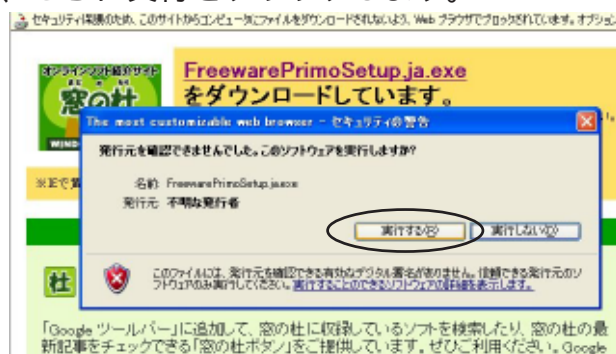 セキュリティ保護のため、このサイトからコンピュータにファイルをダウンロードされないよう、Web ブラウザでブロックされています。オプション
オンラインソフト紹介サイト
窓の杜
FreewarePrimoSetup.ja.exe
をダウンロードしています。
The most customizable web browser - セキュリティの警告
発行元を確認できませんでした。このソフトウェアを実行しますか?
名前: FreewarePrimoSetup.ja.exe
発行元: 不明な発行者
実行する(R)
実行しない(D)
このファイルには、発行元を確認できる有効なデジタル署名がありません。信頼できる発行元のソ
フトウェアのみ実行してください。実行することのできるソフトウェアの詳細を表示します。
※IEで
杜
「Google ツールバー」に追加して、窓の杜に収録しているソフトを検索したり、窓の杜の最
新記事をチェックできる「窓の杜ボタン」をご提供しています。ぜひご利用ください。Google